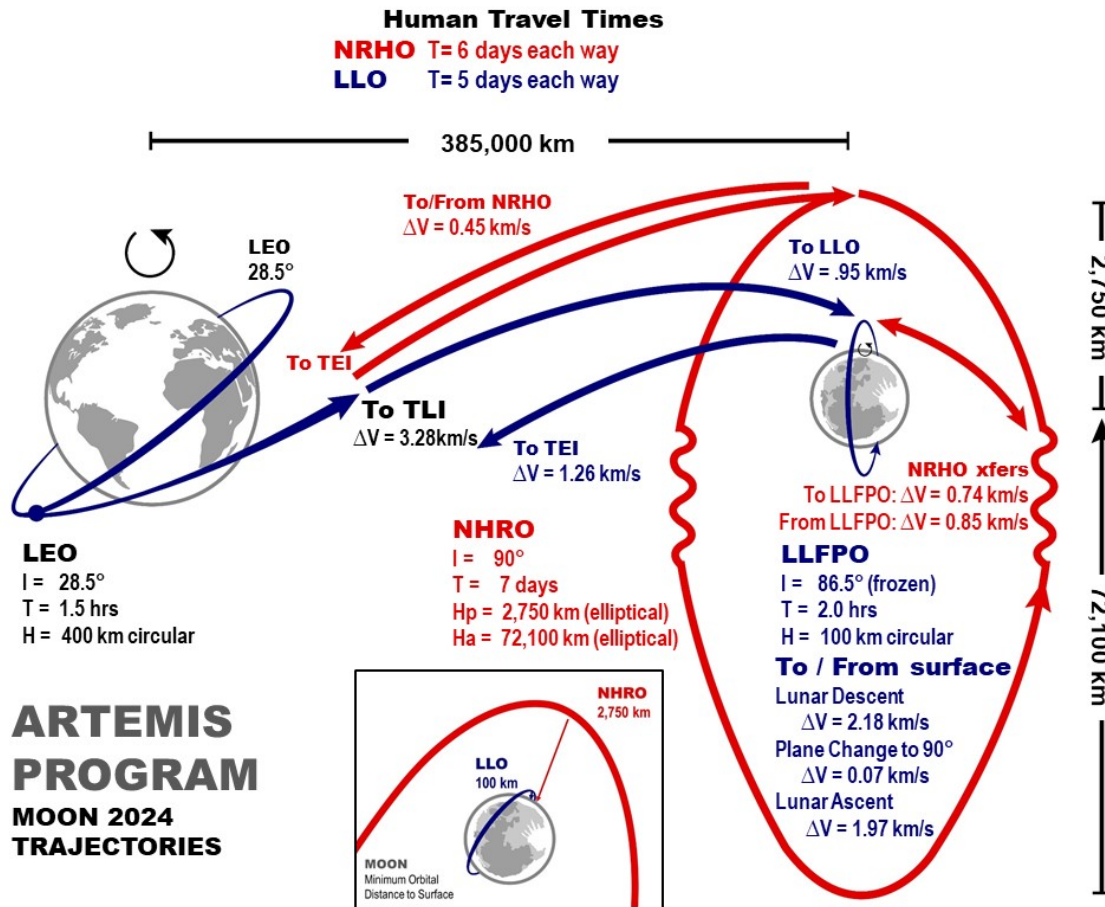 Human Travel Times
NRHO T= 6 days each way
LLO T= 5 days each way
385,000 km
To/From NRHO
ΔV = 0.45 km/s
LEO
28.5°
To LLO
ΔV = .95 km/s
2,750 km
To TEI
To TLI
ΔV = 3.28km/s
To TEI
ΔV = 1.26 km/s
NRHO xfers
To LLFPO: ΔV = 0.74 km/s
From LLFPO: ΔV = 0.85 km/s
72,100 km
LEO
I = 28.5°
T = 1.5 hrs
H = 400 km circular
NHRO
I = 90°
T = 7 days
Hp = 2,750 km (elliptical)
Ha = 72,100 km (elliptical)
LLFPO
I = 86.5° (frozen)
T = 2.0 hrs
H = 100 km circular
To / From surface
Lunar Descent
ΔV = 2.18 km/s
Plane Change to 90°
ΔV = 0.07 km/s
Lunar Ascent
ΔV = 1.97 km/s
ARTEMIS
PROGRAM
MOON 2024
TRAJECTORIES
NHRO
2,750 km
LLO
100 km
MOON
Minimum Orbital
Distance to Surface